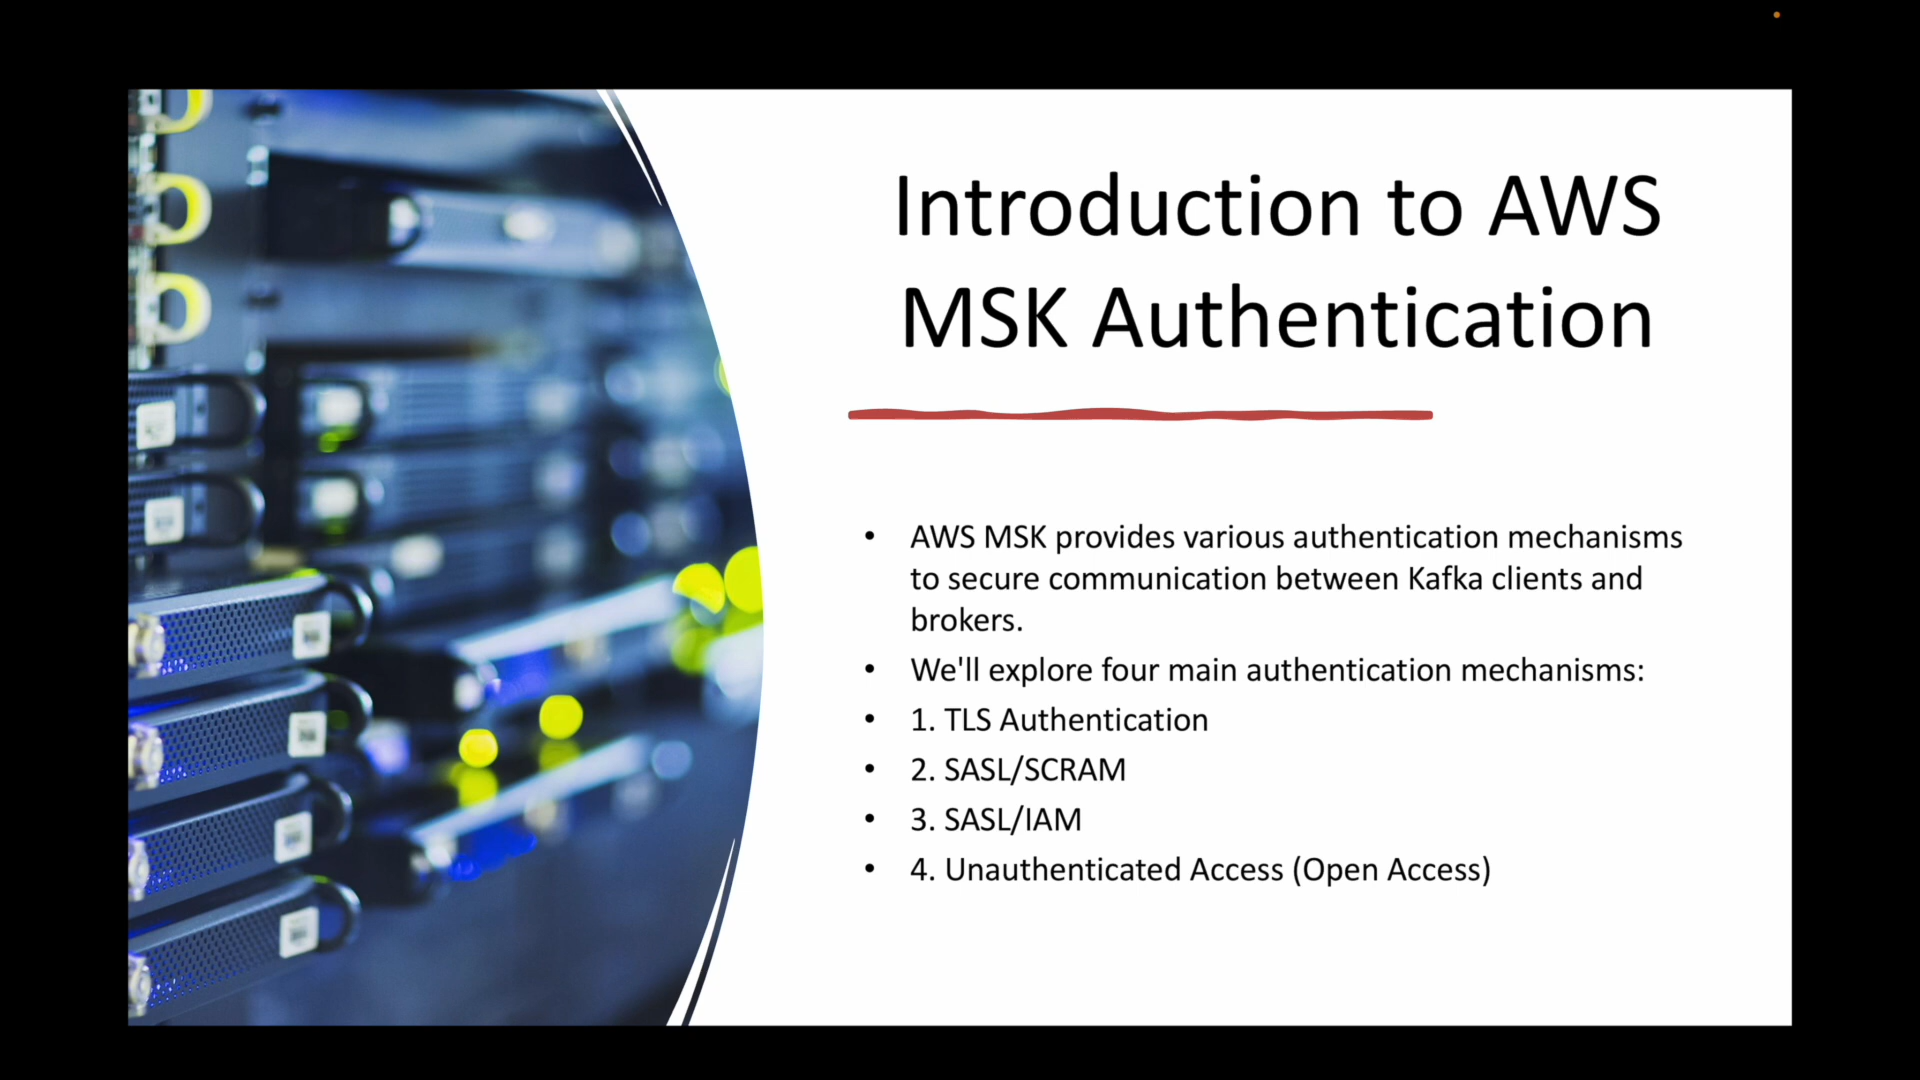 Introduction to AWS
MSK Authentication
• AWS MSK provides various authentication mechanisms
to secure communication between Kafka clients and
brokers.
• We'll explore four main authentication mechanisms:
• 1. TLS Authentication
• 2. SASL/SCRAM
• 3. SASL/IAM
• 4. Unauthenticated Access (Open Access)